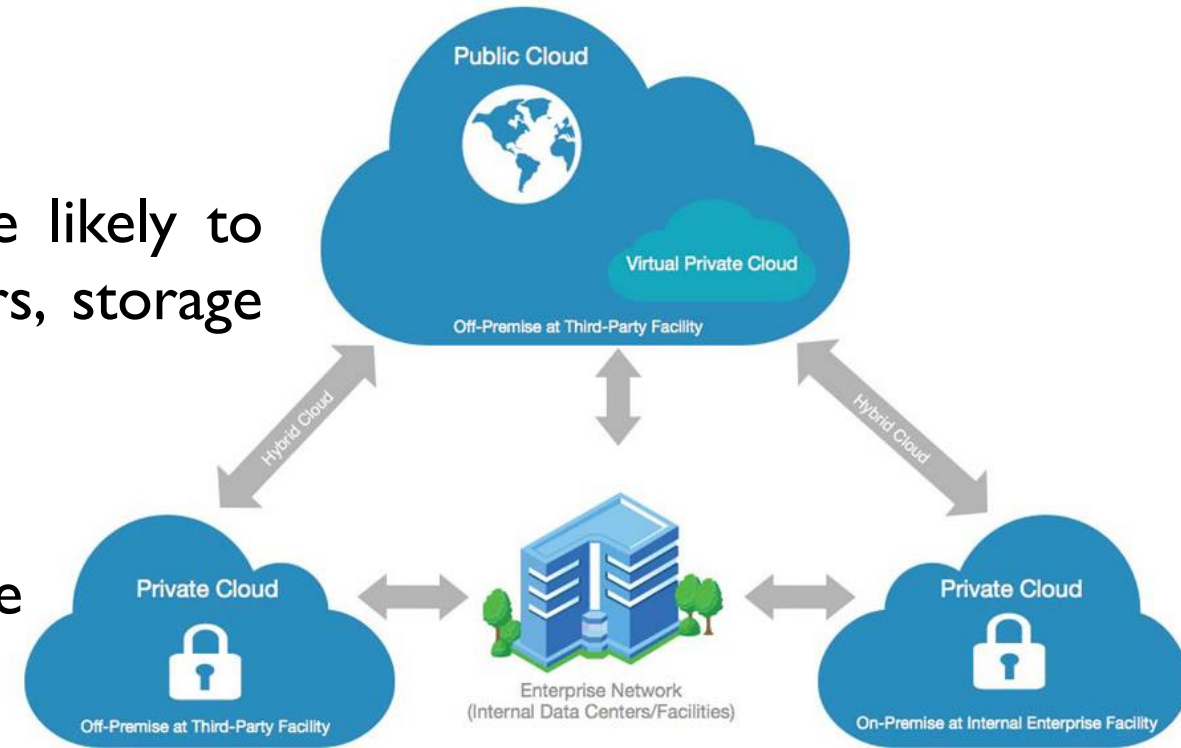 Public Cloud
e likely to
rs, storage
Virtual Private Cloud
Off-Premise at Third-Party Facility
Hybrid Cloud
Hybrid Cloud
e
Private Cloud
Off-Premise at Third-Party Facility
Enterprise Network
(Internal Data Centers/Facilities)
Private Cloud
On-Premise at Internal Enterprise Facility